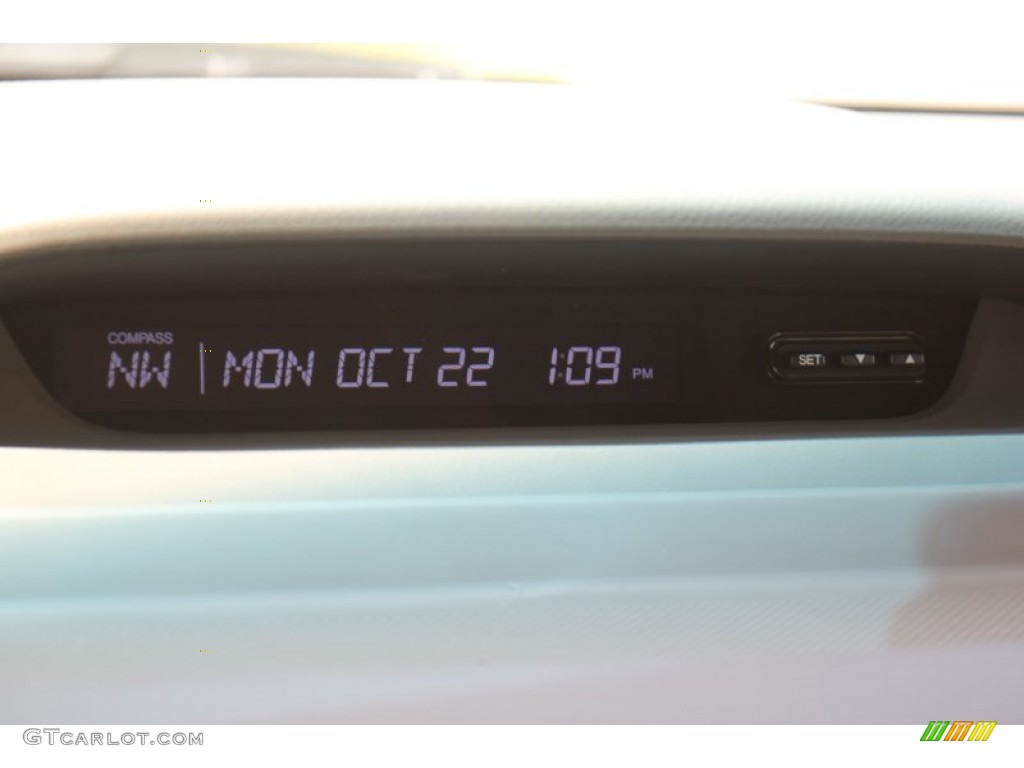 COMPASS
NW MON OCT 22 1:09 PM
SET ▼ ▲
GTCARLOT.COM